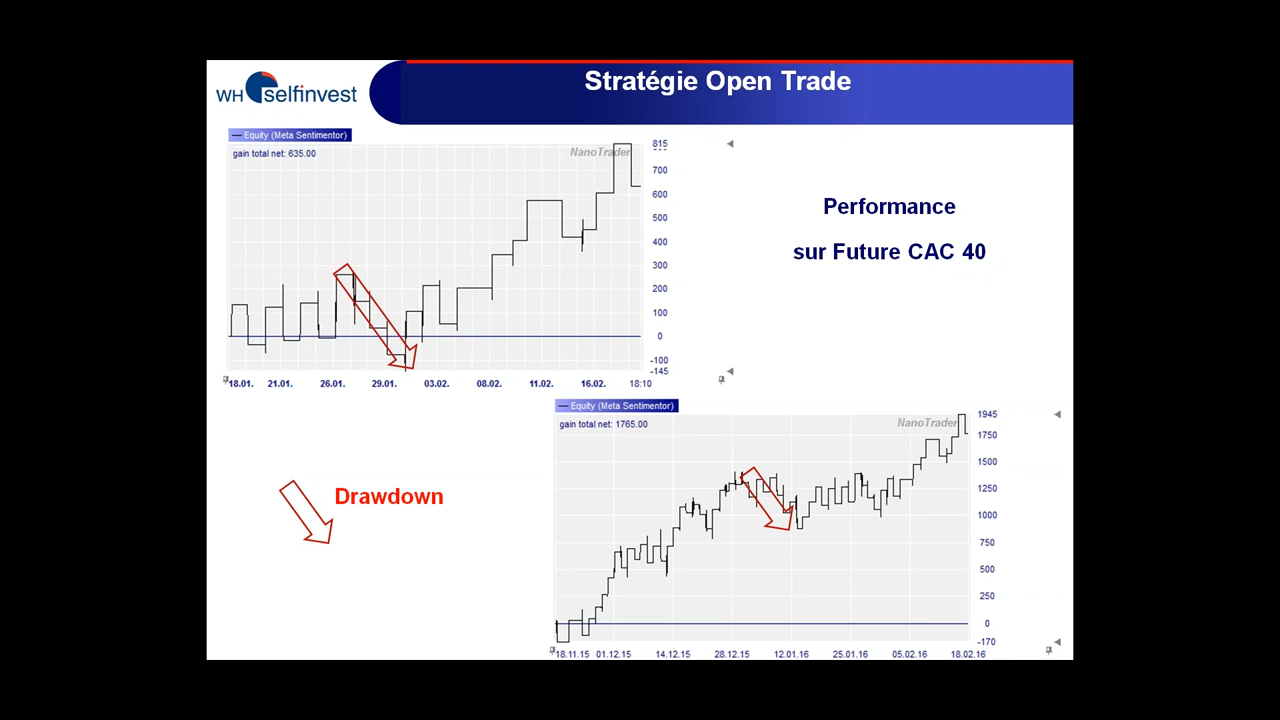 WH selfinvest
Stratégie Open Trade
Equity (Meta Sentimentor)
gain total net: 635.00
NanoTrader
815
700
600
500
400
300
200
100
0
-100
-145
18.01. 21.01. 26.01. 29.01. 03.02. 08.02. 11.02. 16.02. 18:10
Performance
sur Future CAC 40
Equity (Meta Sentimentor)
gain total net: 1765.00
NanoTrader
1945
1750
1500
1250
1000
750
500
250
0
-170
18.11.15 01.12.15 14.12.15 28.12.15 12.01.16 25.01.16 05.02.16 18.02.16
Drawdown